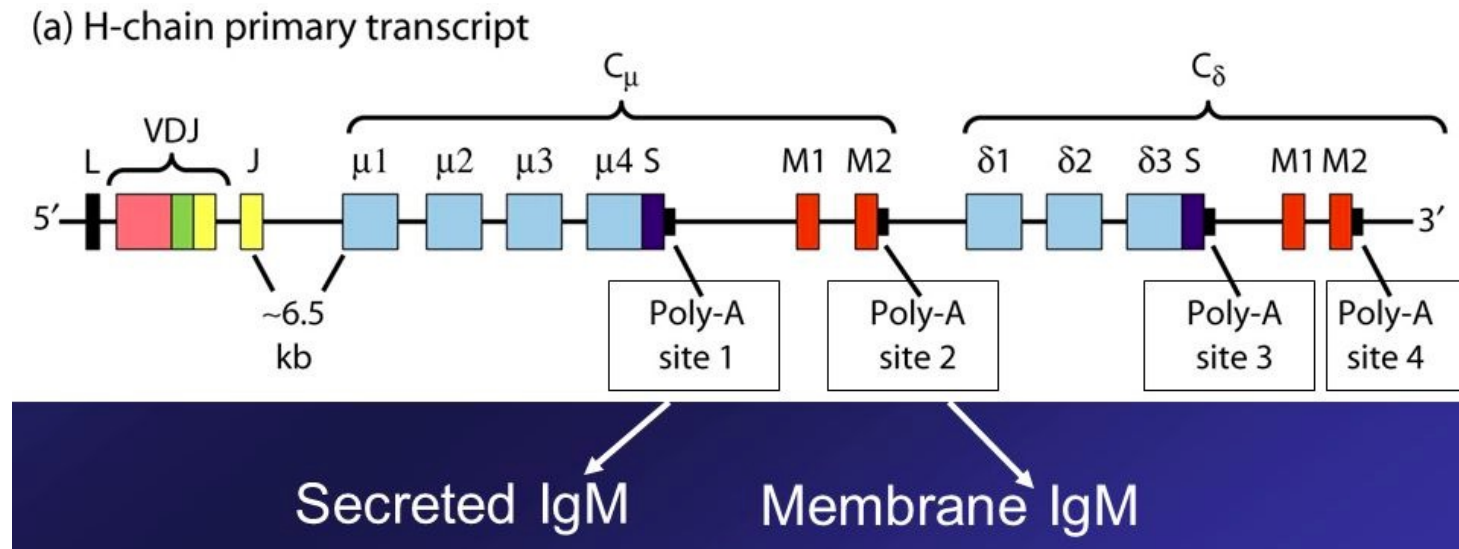 (a) H-chain primary transcript
Cμ Cδ
VDJ
L J μ1 μ2 μ3 μ4 S M1 M2 δ1 δ2 δ3 S M1 M2
5′ 3′
~6.5
kb
Poly-A
site 1
Poly-A
site 2
Poly-A
site 3
Poly-A
site 4
Secreted IgM
Membrane IgM